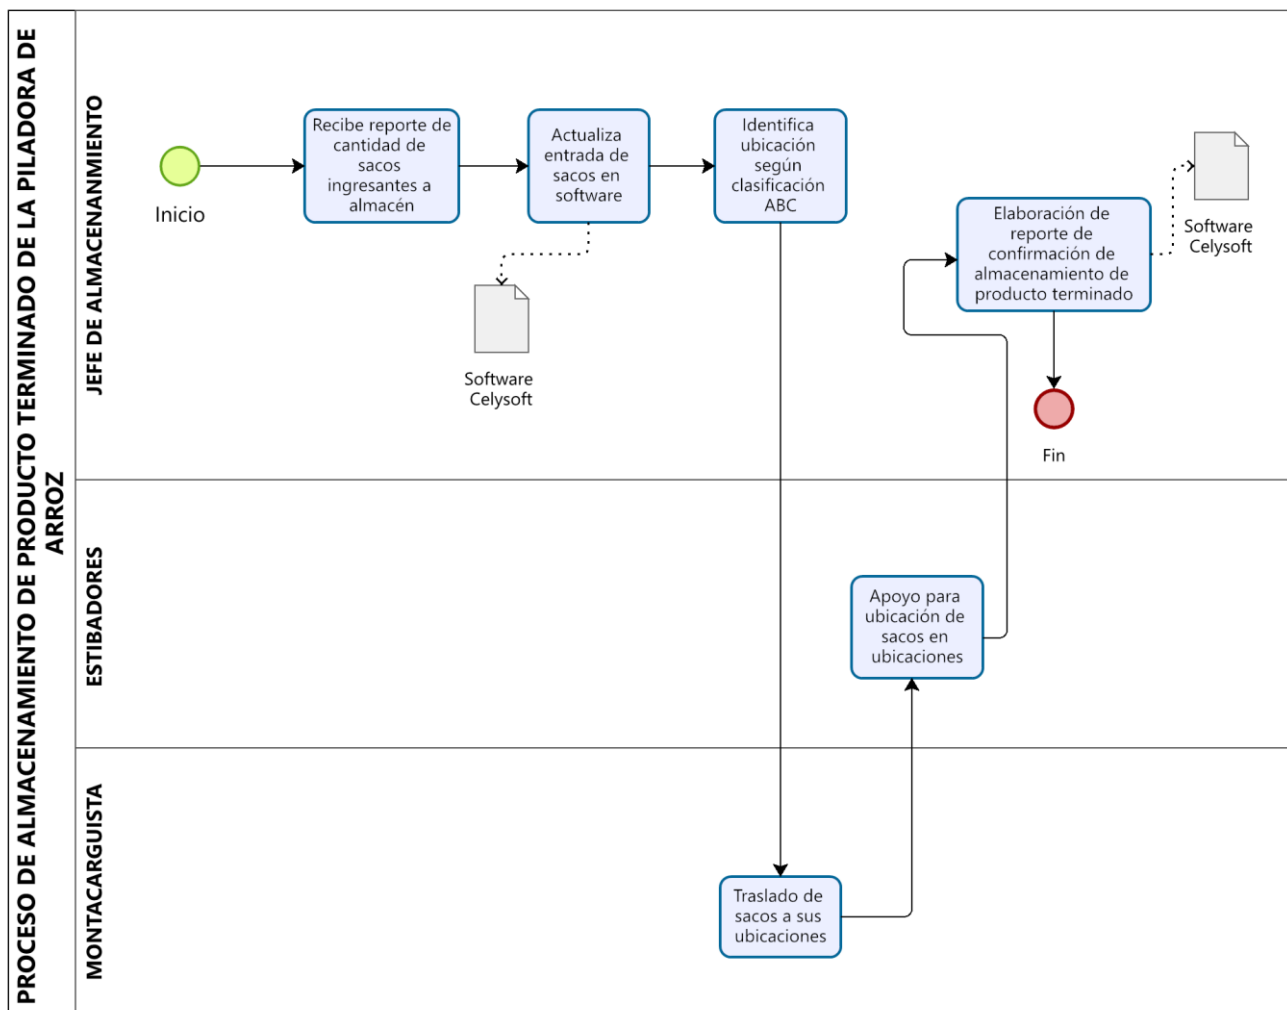 PROCESO DE ALMACENAMIENTO DE PRODUCTO TERMINADO DE LA PILADORA DE
ARROZ
JEFE DE ALMACENANMIENTO
Inicio
Recibe reporte de
cantidad de
sacos
ingresantes a
almacén
Actualiza
entrada de
sacos en
software
Identifica
ubicación
según
clasificación
ABC
Software
Celysoft
Elaboración de
reporte de
confirmación de
almacenamiento de
producto terminado
Software
Celysoft
Fin
ESTIBADORES
Apoyo para
ubicación de
sacos en
ubicaciones
MONTACARGUISTA
Traslado de
sacos a sus
ubicaciones